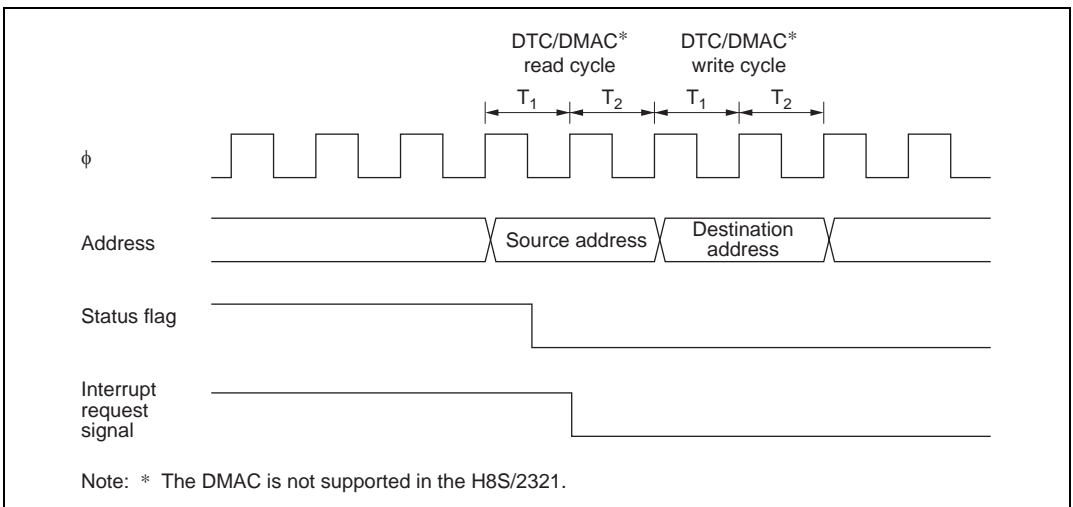 DTC/DMAC* DTC/DMAC*
read cycle write cycle
T1 T2 T1 T2
ϕ
Address
Source address
Destination
address
Status flag
Interrupt
request
signal
Note: * The DMAC is not supported in the H8S/2321.